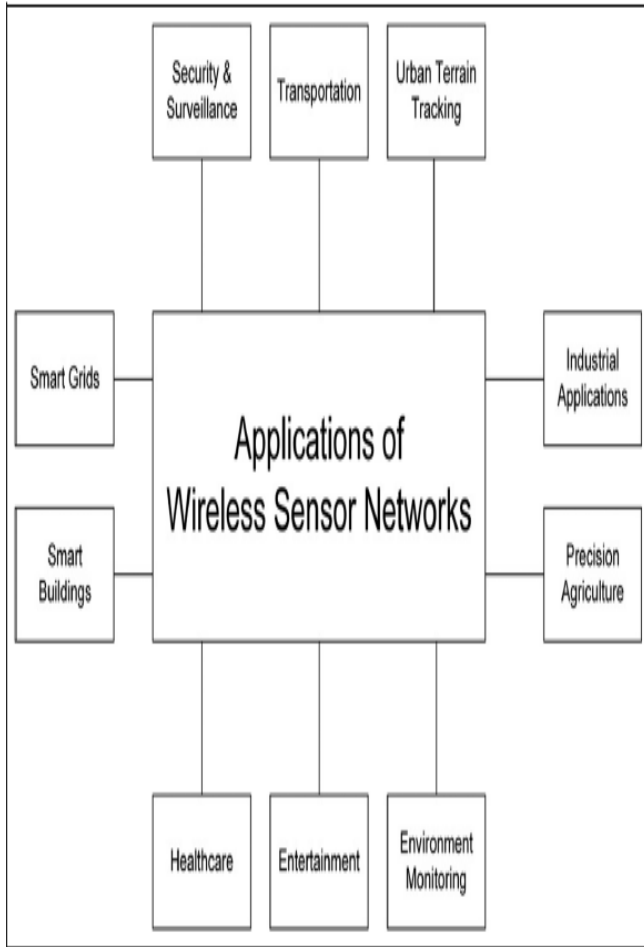 Security &
Surveillance
Transportation
Urban Terrain
Tracking
Smart Grids
Industrial
Applications
Applications of
Wireless Sensor Networks
Smart
Buildings
Precision
Agriculture
Healthcare
Entertainment
Environment
Monitoring